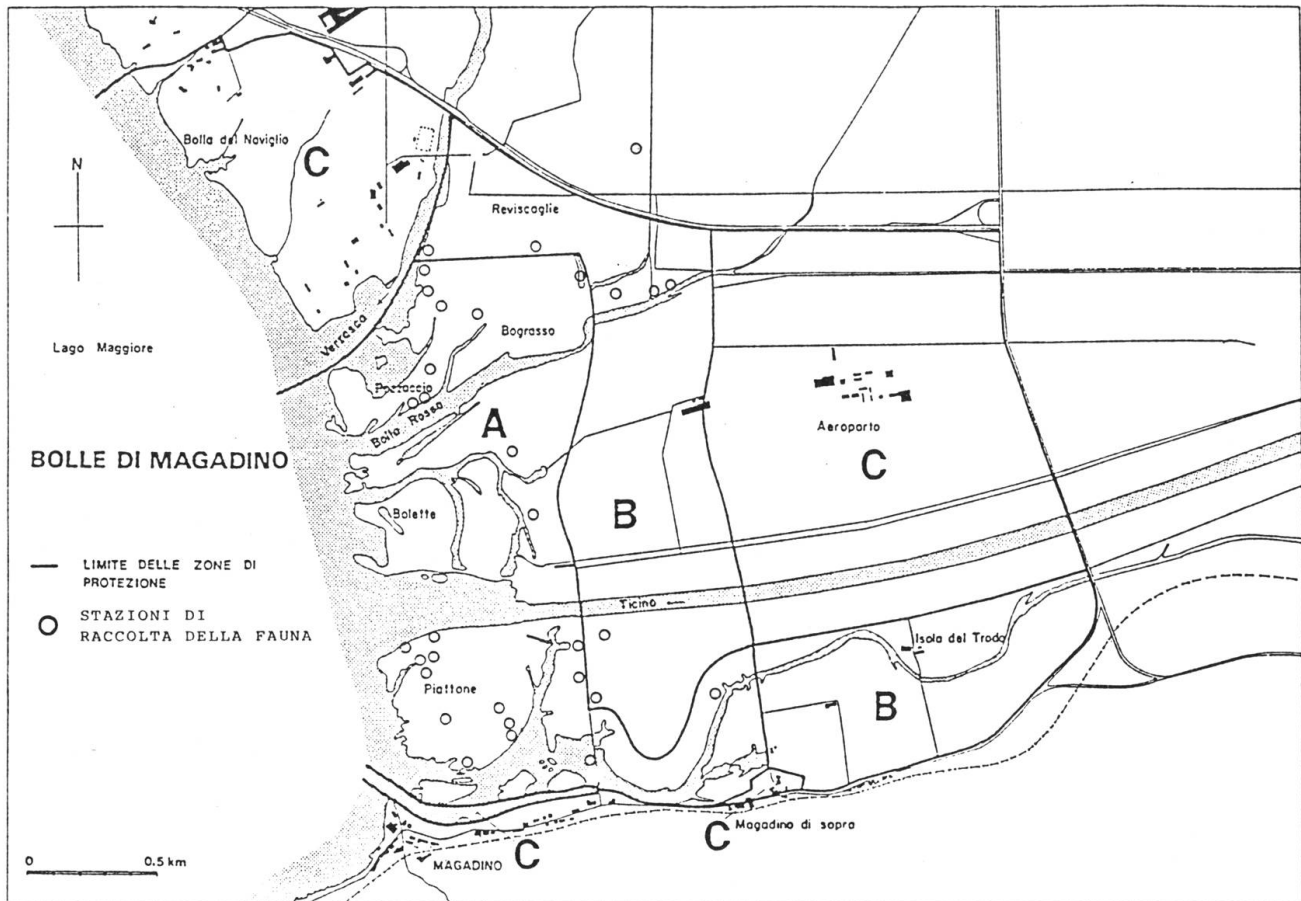 Bolla del Naviglio
N
C
Reviscaglie
Verzasca
Lago Maggiore
Bograsso
Pozzaccio
Bolla Rossa
A
Aeroporto
BOLLE DI MAGADINO
C
Bolette
B
LIMITE DELLE ZONE DI
PROTEZIONE
Ticino
STAZIONI DI
RACCOLTA DELLA FAUNA
Isola del Trodo
Piattone
B
0 0.5 km
C
Magadino di sopra
MAGADINO
C